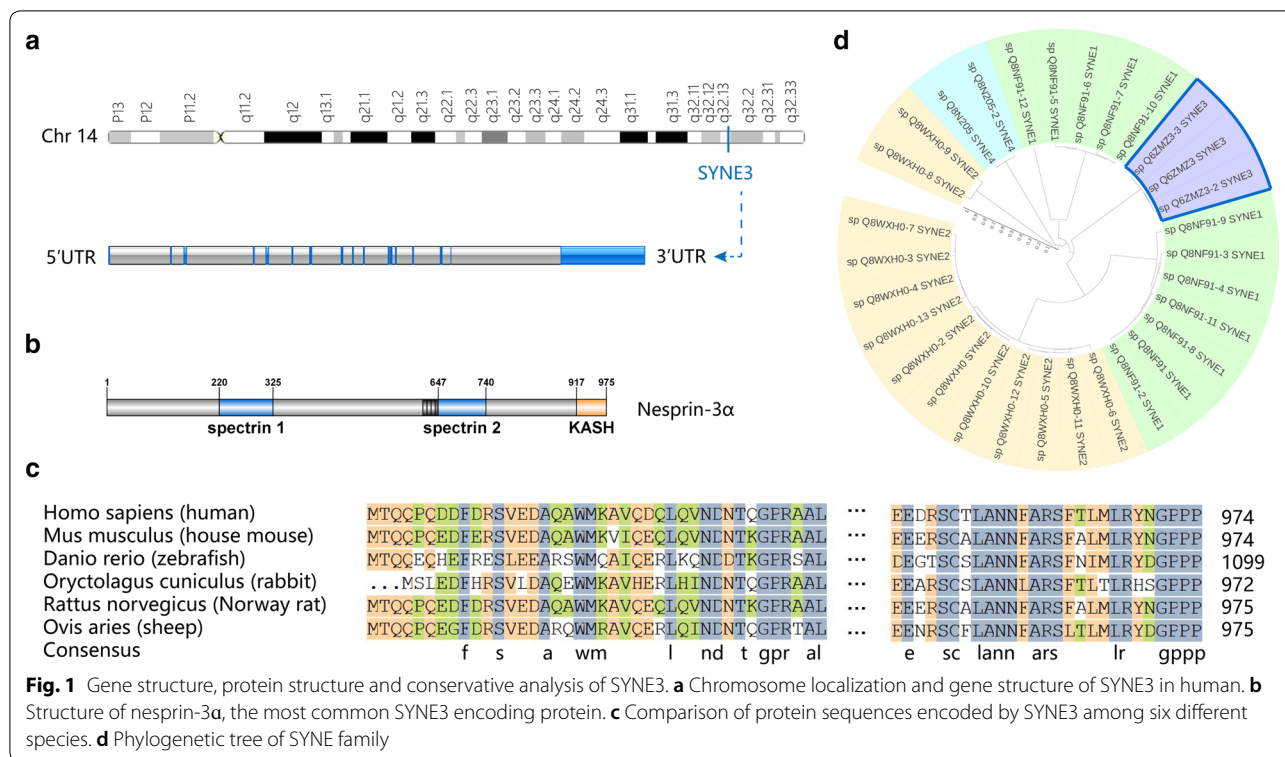 a
P13 P12 P11.2 q11.2 q12 q13.1 q21.1 q21.2 q21.3 q22.1 q22.3 q23.1 q23.2 q23.3 q24.1 q24.2 q24.3 q31.1 q31.3 q32.11 q32.12 q32.13 q32.2 q32.31 q32.33
Chr 14
SYNE3
5'UTR
3'UTR
b
1 220 325 647 740 917 975
Nesprin-3α
spectrin 1 spectrin 2 KASH
c
Homo sapiens (human) MTQQPQDDFDRSVEDAQAWMKAVQDQLQVNDNTQGPRAAL ... EEDRSCTLANNFARSFTLMLRYNGPPP 974
Mus musculus (house mouse) MTQQPQEDFDRSVEDAQAWMKVIQEQLQVNDNTKGPRAAL ... DEERSCALANNFARSFALMLRYNGPPP 974
Danio rerio (zebrafish) MTQQEQHEFRESLEEARSWMQAIQERLKQNDDTKGPRSAL ... DEGTSCSLANNFARSFNIMLRYDGPPP 1099
Oryctolagus cuniculus (rabbit) ...MSLEDFHRSVLDAQEWMKAVHERLHINDNTQGPRAAL ... EEARSCSLANNLARSFTLTLRHSGPPP 972
Rattus norvegicus (Norway rat) MTQQPQEDFDRSVEDAQAWMKAVQEQLQVNDNTKGPRAAL ... EEERSCALANNFARSFALMLRYNGPPP 975
Ovis aries (sheep) MTQQPQEGFDRSVEDARQWMRAVQERLQINDNTQGPRTAL ... EENRSCFLANNFARSLTLMLRYDGPPP 975
Consensus f s a wm l nd t gpr al e sc lann ars lr gppp
d
sp Q8WXH0-8 SYNE2
sp Q8WXH0-9 SYNE2
sp Q8N205 SYNE4
sp Q8N205-2 SYNE4
sp Q8NF91-12 SYNE1
sp Q8NF91-5 SYNE1
sp Q8NF91-6 SYNE1
sp Q8NF91-7 SYNE1
sp Q8NF91-10 SYNE1
sp Q6ZMZ3-3 SYNE3
sp Q6ZMZ3 SYNE3
sp Q6ZMZ3-2 SYNE3
sp Q8NF91-9 SYNE1
sp Q8NF91-3 SYNE1
sp Q8NF91-4 SYNE1
sp Q8NF91-11 SYNE1
sp Q8NF91-8 SYNE1
sp Q8NF91 SYNE1
sp Q8NF91-2 SYNE1
sp Q8WXH0-6 SYNE2
sp Q8WXH0-11 SYNE2
sp Q8WXH0-5 SYNE2
sp Q8WXH0-12 SYNE2
sp Q8WXH0-10 SYNE2
sp Q8WXH0 SYNE2
sp Q8WXH0-2 SYNE2
sp Q8WXH0-13 SYNE2
sp Q8WXH0-4 SYNE2
sp Q8WXH0-3 SYNE2
sp Q8WXH0-7 SYNE2
Fig. 1 Gene structure, protein structure and conservative analysis of SYNE3. a Chromosome localization and gene structure of SYNE3 in human. b
Structure of nesprin-3α, the most common SYNE3 encoding protein. c Comparison of protein sequences encoded by SYNE3 among six different
species. d Phylogenetic tree of SYNE family